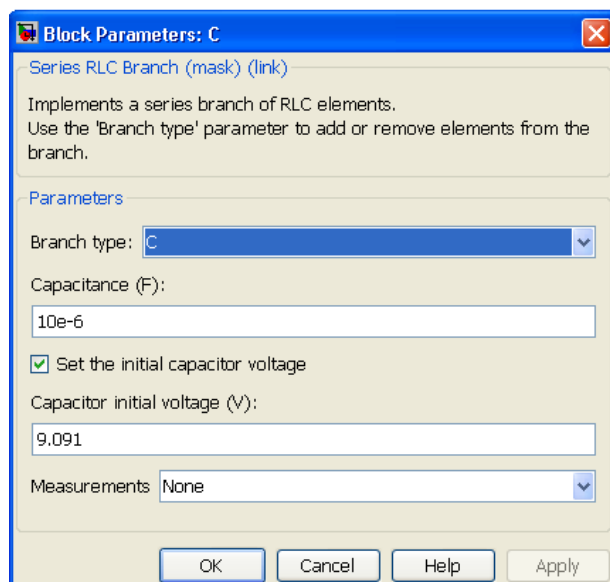 Block Parameters: C
Series RLC Branch (mask) (link)
Implements a series branch of RLC elements.
Use the 'Branch type' parameter to add or remove elements from the
branch.
Parameters
Branch type: C
Capacitance (F):
10e-6
Set the initial capacitor voltage
Capacitor initial voltage (V):
9.091
Measurements None
OK Cancel Help Apply